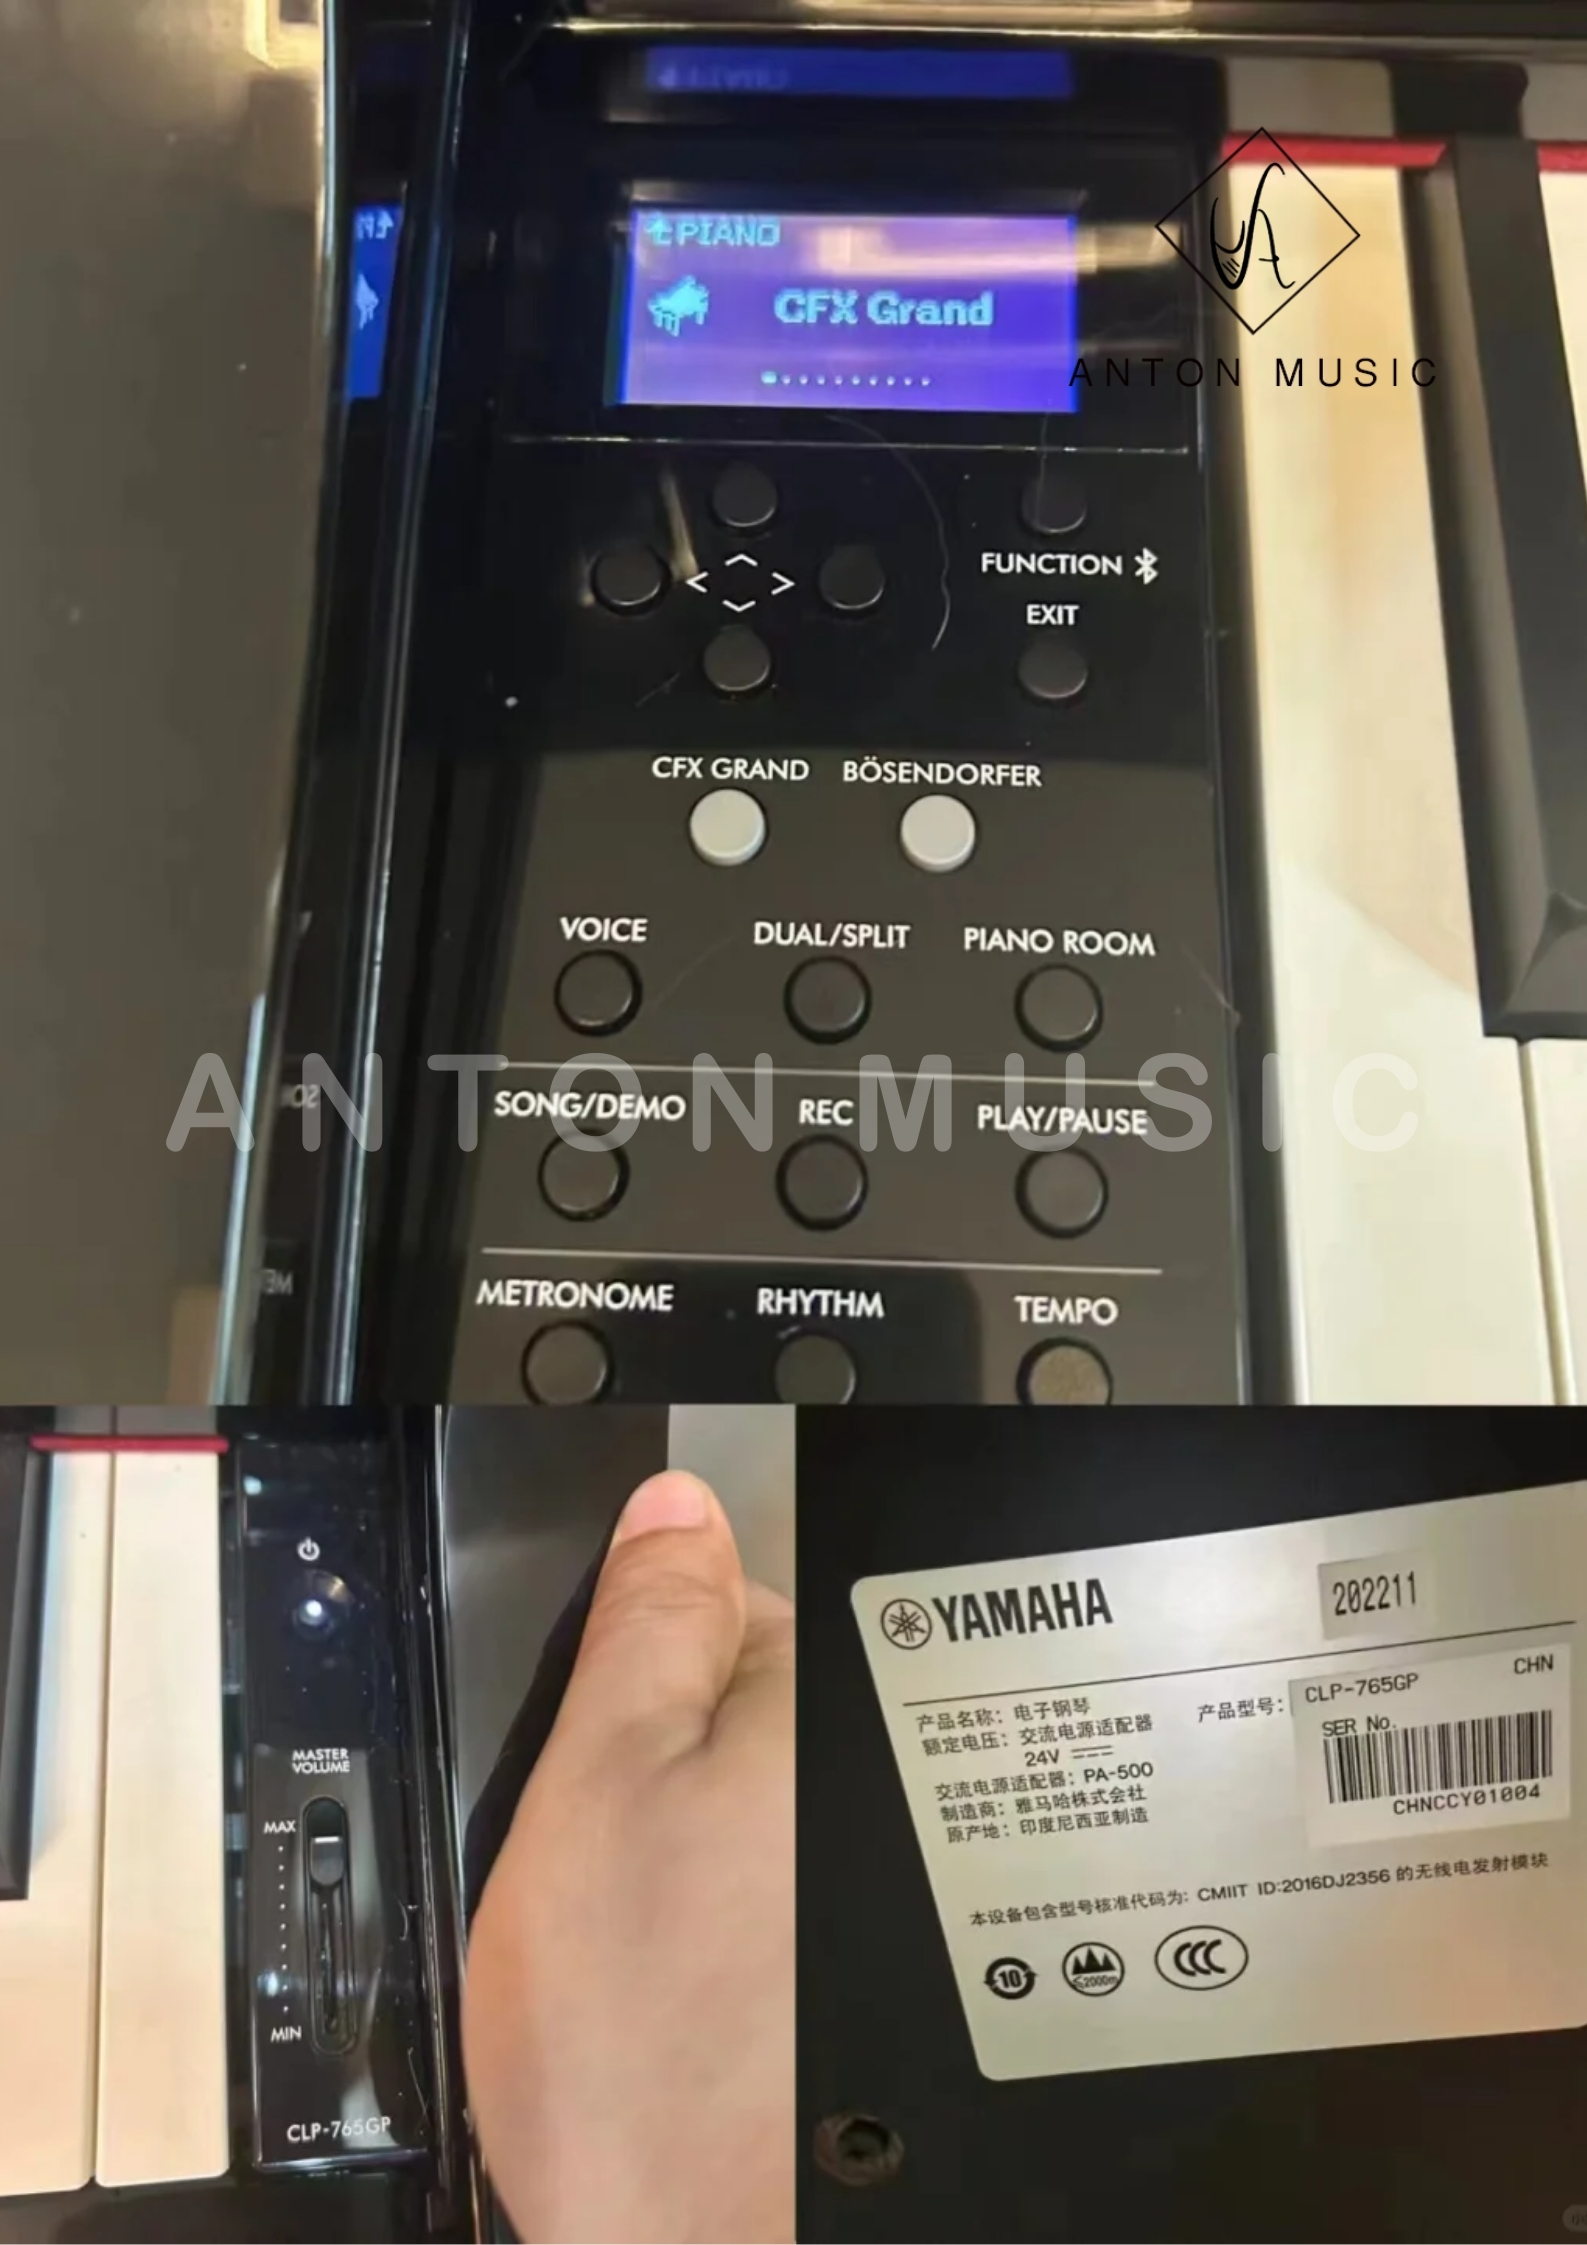 PIANO
CFX Grand
ANTON MUSIC
FUNCTION
EXIT
CFX GRAND BÖSENDORFER
VOICE DUAL/SPLIT PIANO ROOM
ANTON MUSIC
SONG/DEMO REC PLAY/PAUSE
METRONOME RHYTHM TEMPO
MASTER
VOLUME
MAX
MIN
CLP-765GP
YAMAHA
202211
产品名称：电子钢琴
额定电压：交流电源适配器
24V
交流电源适配器：PA-500
制造商：雅马哈株式会社
原产地：印度尼西亚制造
产品型号：
CLP-765GP CHN
SER No.
CHNCCY01004
本设备包含型号核准代码为：CMIIT ID:2016DJ2356 的无线电发射模块
10
≤2000m
CCC